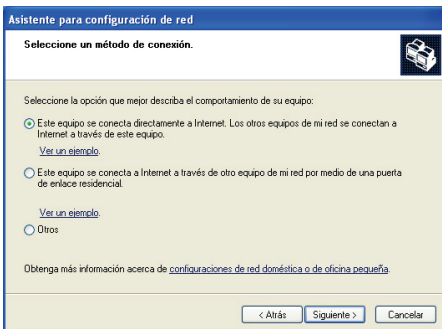 Asistente para configuración de red
Seleccione un método de conexión.
Seleccione la opción que mejor describa el comportamiento de su equipo:
Este equipo se conecta directamente a Internet. Los otros equipos de mi red se conectan a
Internet a través de este equipo.
Ver un ejemplo.
Este equipo se conecta a Internet a través de otro equipo de mi red por medio de una puerta
de enlace residencial.
Ver un ejemplo.
Otros
Obtenga más información acerca de configuraciones de red doméstica o de oficina pequeña.
< Atrás
Siguiente >
Cancelar